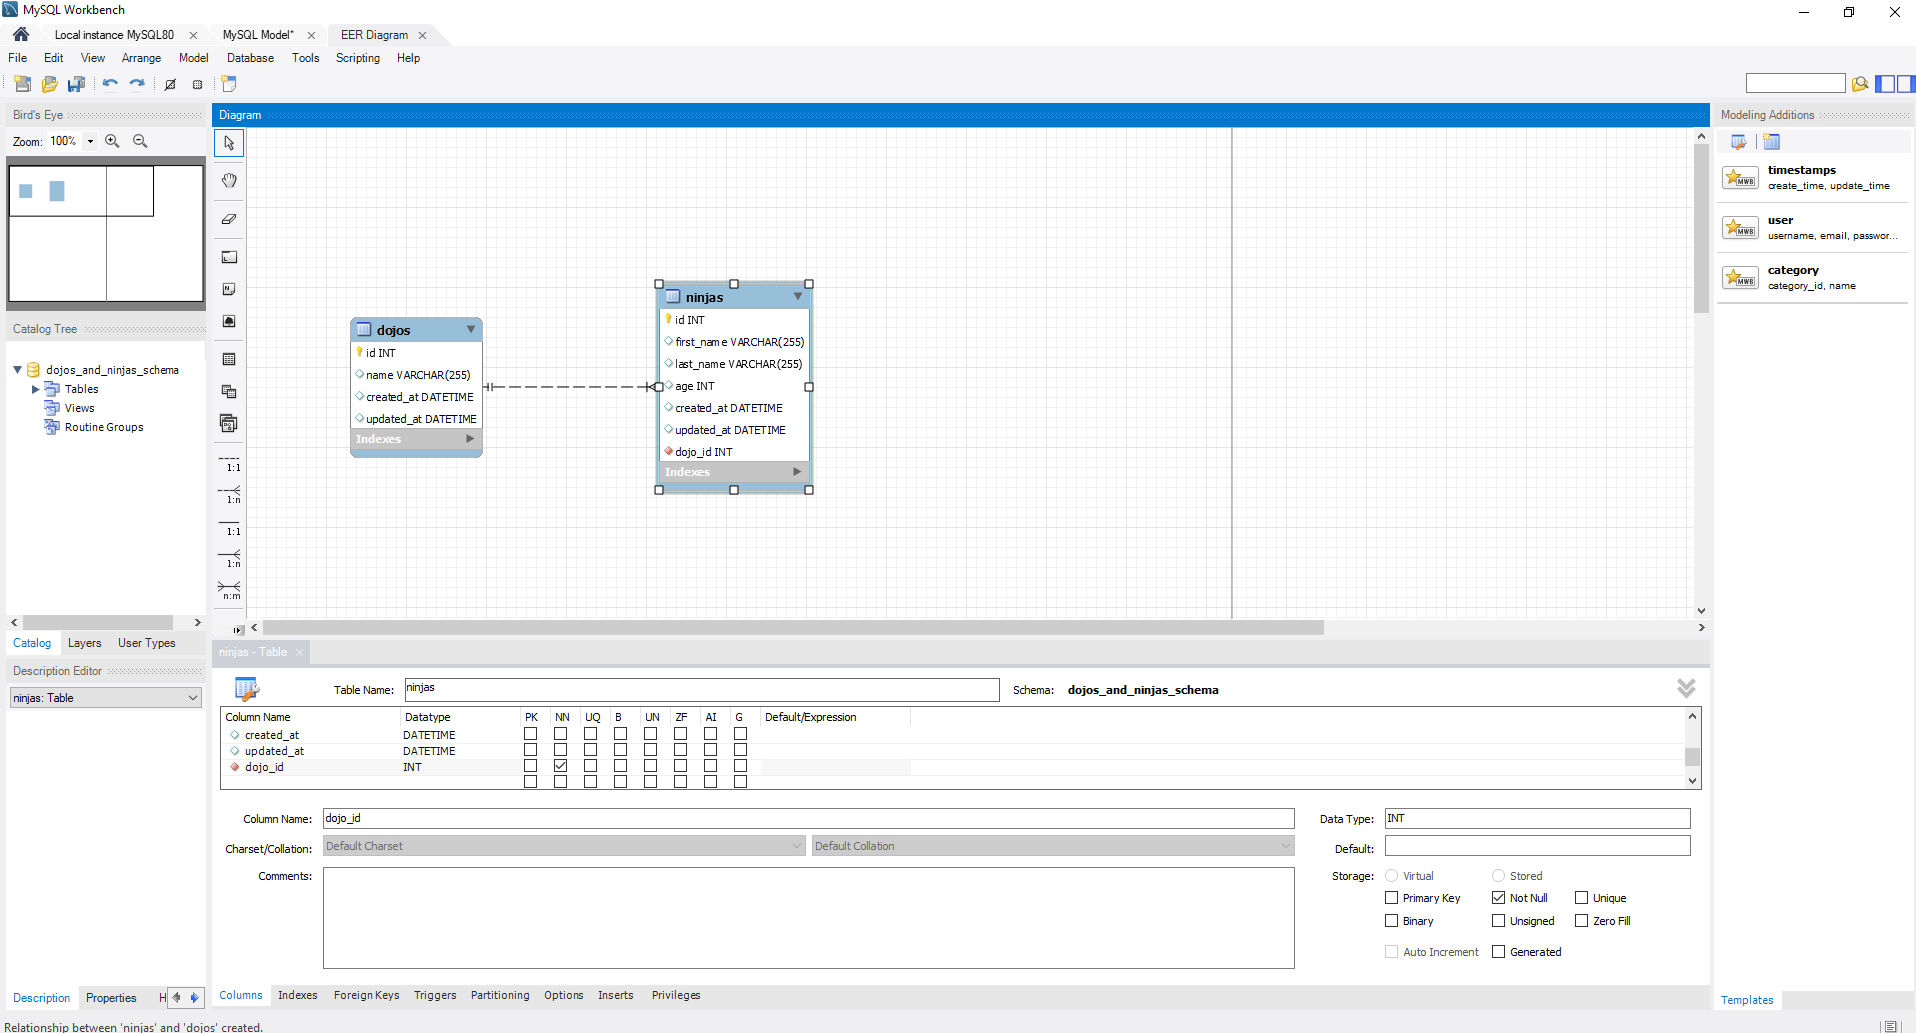 MySQL Workbench
Local instance MySQL80
MySQL Model*
EER Diagram
File Edit View Arrange Model Database Tools Scripting Help
Bird's Eye
Zoom: 100%
Catalog Tree
dojos_and_ninjas_schema
Tables
Views
Routine Groups
Catalog Layers User Types
Description Editor
ninjas: Table
Description Properties H
Diagram
1:1
1:n
1:1
1:n
n:m
dojos
id INT
name VARCHAR(255)
created_at DATETIME
updated_at DATETIME
Indexes
ninjas
id INT
first_name VARCHAR(255)
last_name VARCHAR(255)
age INT
created_at DATETIME
updated_at DATETIME
dojo_id INT
Indexes
Modeling Additions
MWB
timestamps
create_time, update_time
MWB
user
username, email, passwor...
MWB
category
category_id, name
Templates
ninjas - Table
Table Name: ninjas Schema: dojos_and_ninjas_schema
Column Name Datatype PK NN UQ B UN ZF AI G Default/Expression
created_at DATETIME
updated_at DATETIME
dojo_id INT
Column Name: dojo_id Data Type: INT
Charset/Collation: Default Charset Default Collation Default:
Comments: Storage: Virtual Stored
Primary Key Not Null Unique
Binary Unsigned Zero Fill
Auto Increment Generated
Columns Indexes Foreign Keys Triggers Partitioning Options Inserts Privileges
Relationship between 'ninjas' and 'dojos' created.